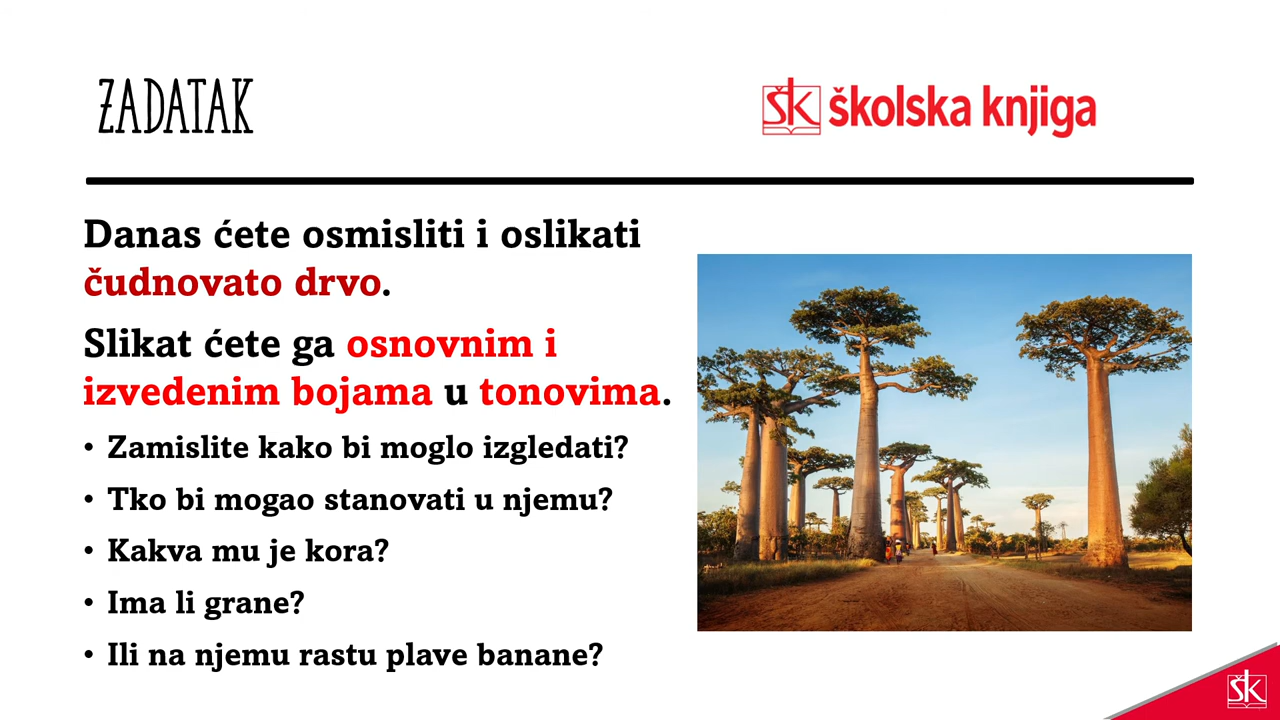 ZADATAK
šk školska knjiga
Danas ćete osmisliti i oslikati
čudnovato drvo.
Slikat ćete ga osnovnim i
izvedenim bojama u tonovima.
• Zamislite kako bi moglo izgledati?
• Tko bi mogao stanovati u njemu?
• Kakva mu je kora?
• Ima li grane?
• Ili na njemu rastu plave banane?
šk